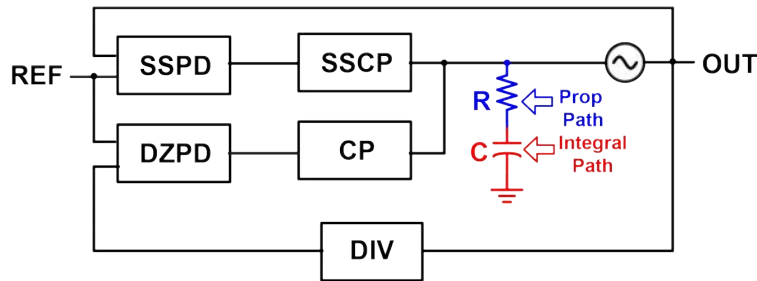 REF
SSPD
SSCP
OUT
R
Prop
Path
DZPD
CP
C
Integral
Path
DIV